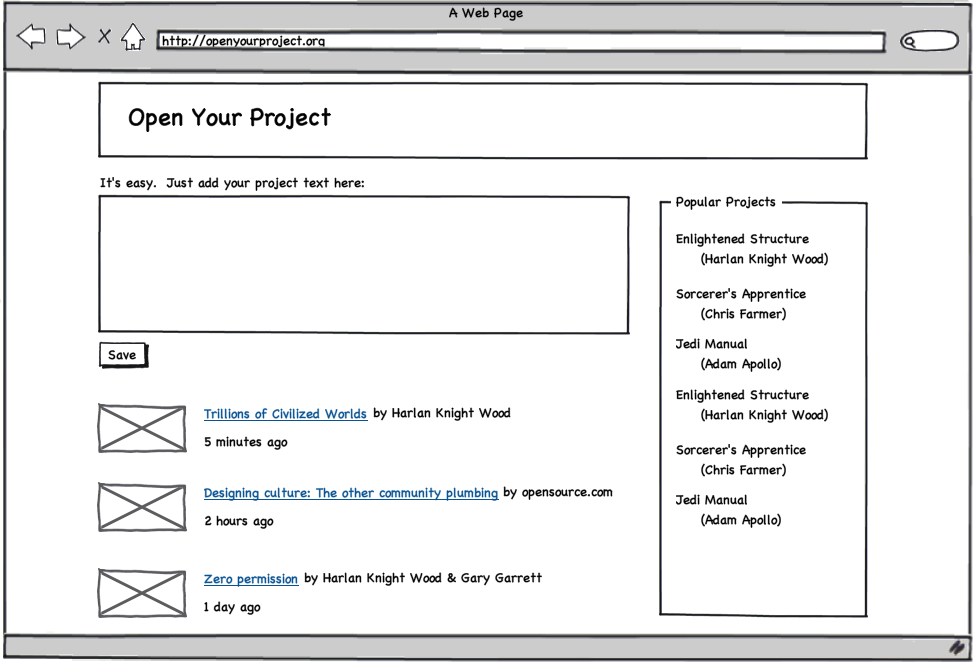 A Web Page
http://openyourproject.org
Open Your Project
It's easy.  Just add your project text here:
Save
Trillions of Civilized Worlds by Harlan Knight Wood
5 minutes ago
Designing culture: The other community plumbing by opensource.com
2 hours ago
Zero permission by Harlan Knight Wood & Gary Garrett
1 day ago
Popular Projects
Enlightened Structure
(Harlan Knight Wood)
Sorcerer's Apprentice
(Chris Farmer)
Jedi Manual
(Adam Apollo)
Enlightened Structure
(Harlan Knight Wood)
Sorcerer's Apprentice
(Chris Farmer)
Jedi Manual
(Adam Apollo)